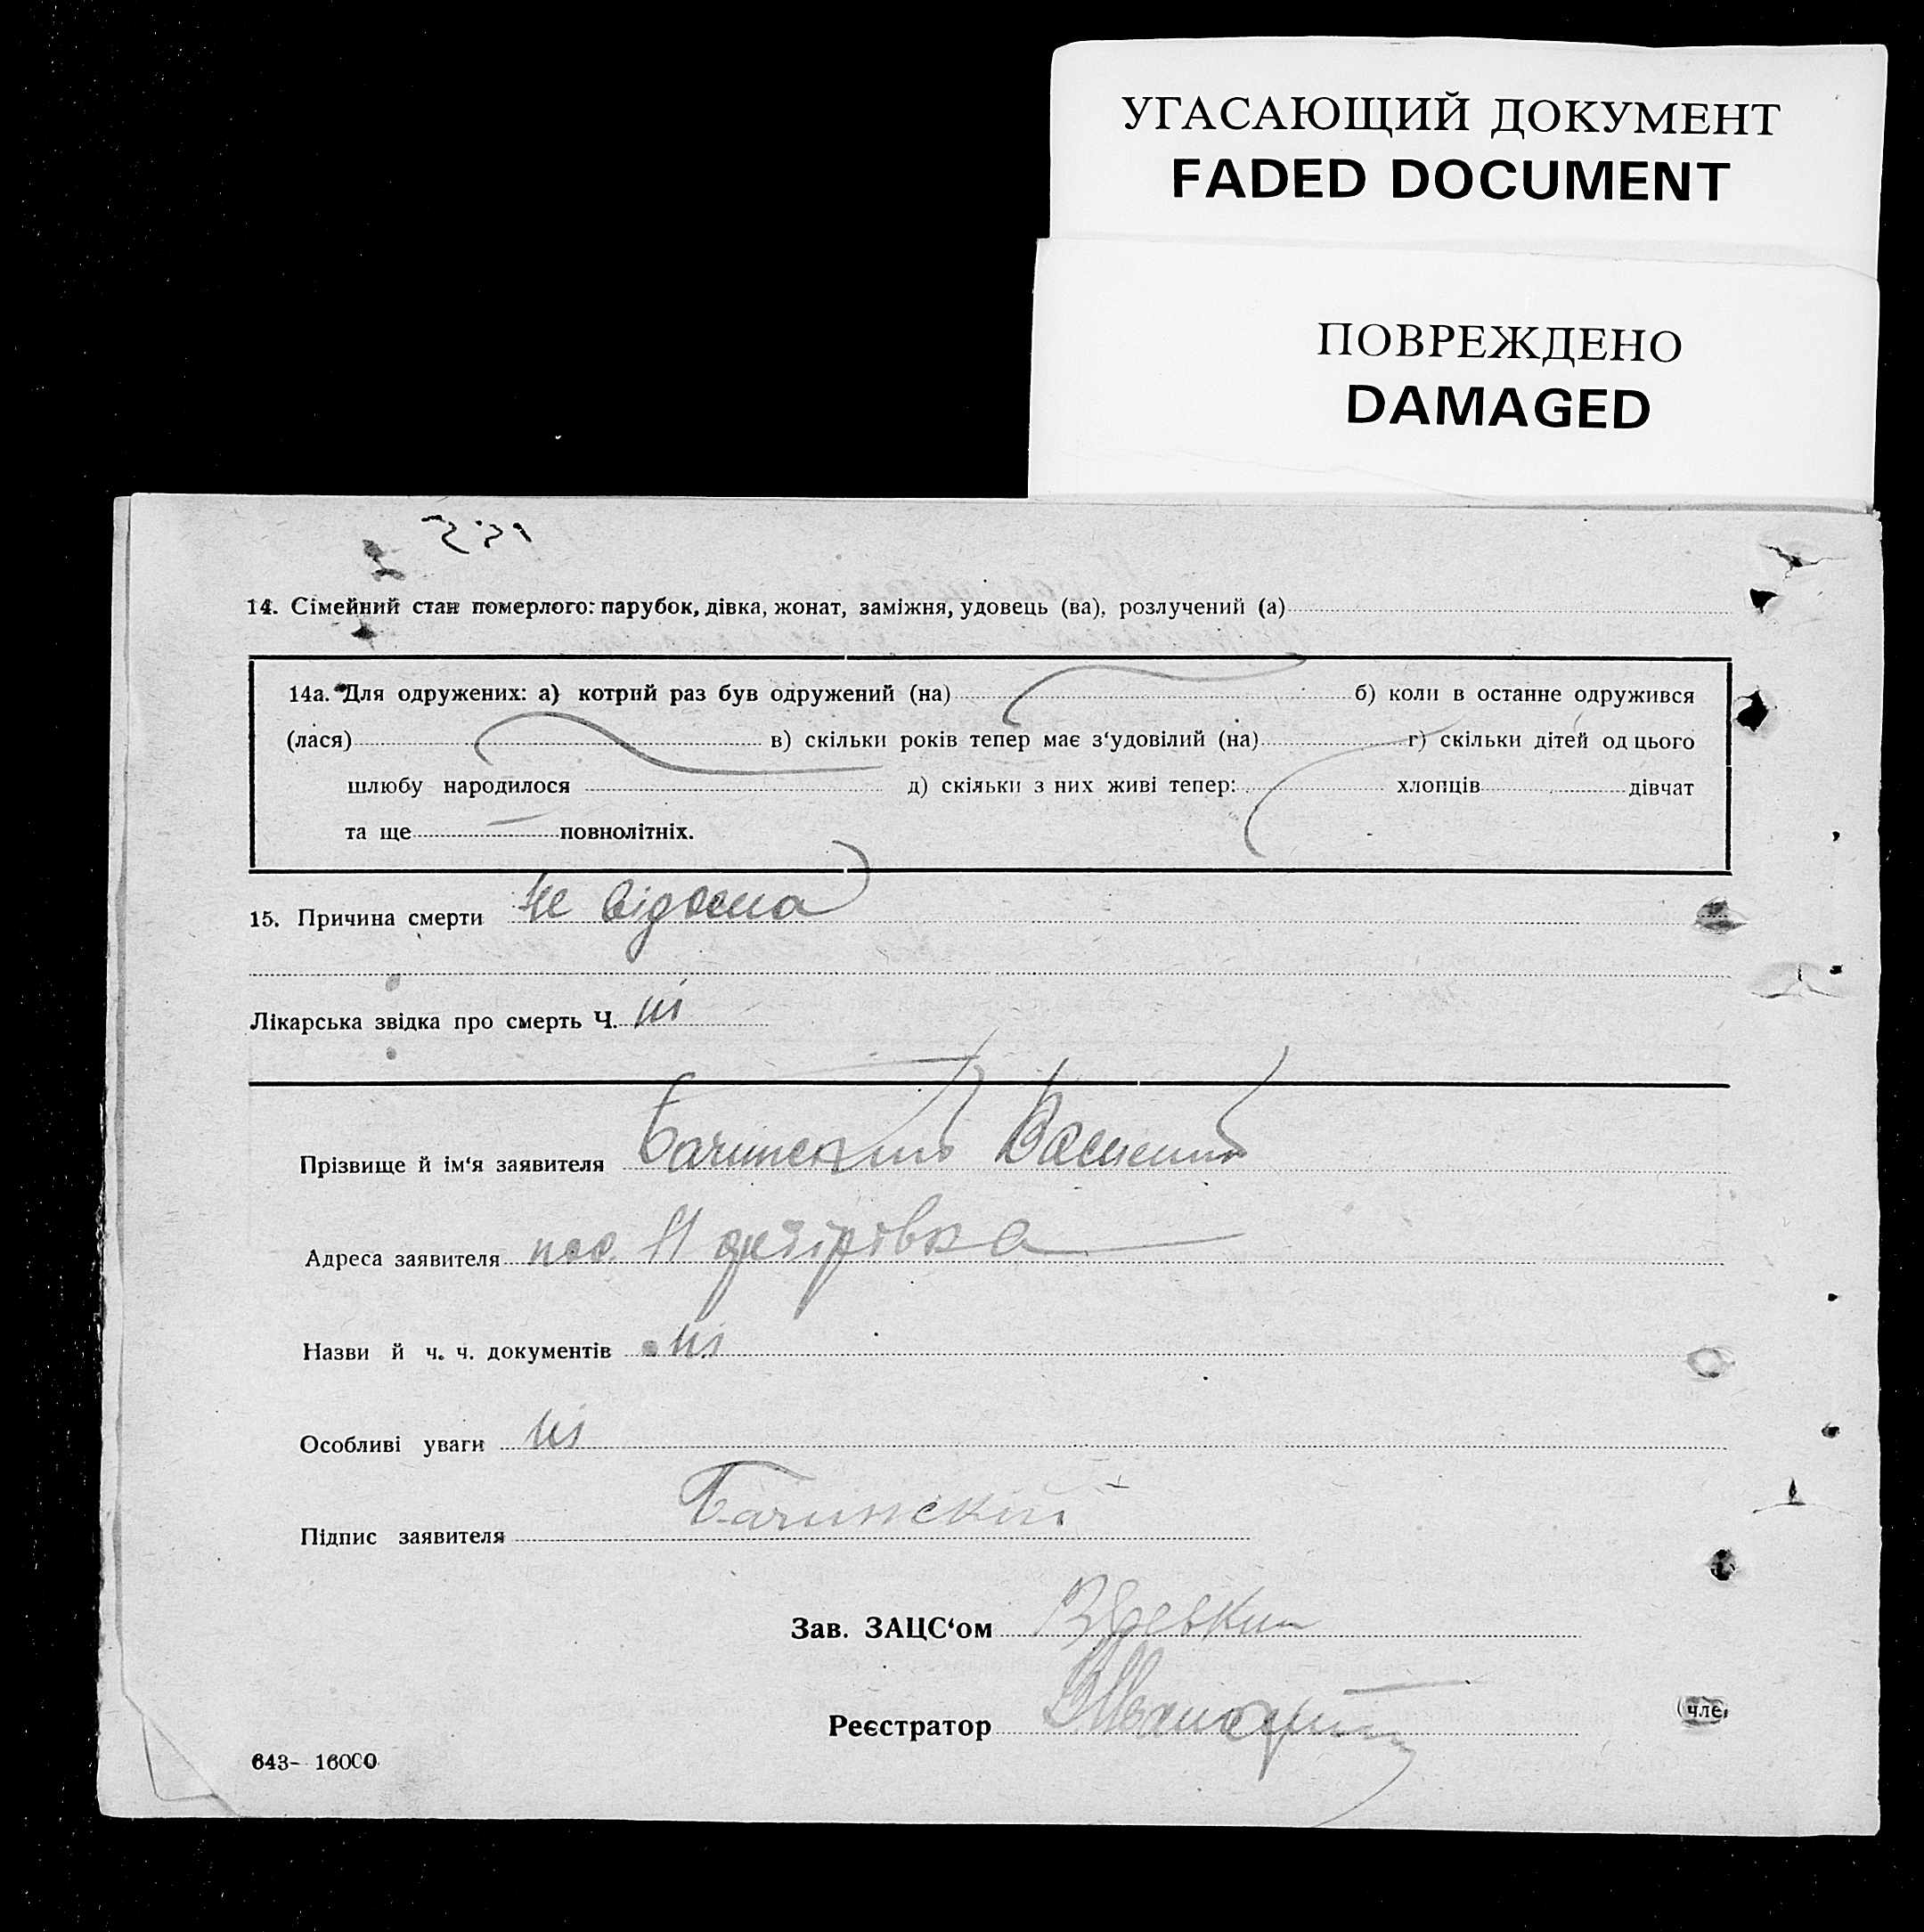 УГАСАЮЩИЙ ДОКУМЕНТ
FADED DOCUMENT
ПОВРЕЖДЕНО
DAMAGED
14. Сімейний стан померлого: парубок, дівка, жонат, заміжня, удовець (ва), розлучений (а)
14а. Для одружених: а) котрий раз був одружений (на) б) коли в останне одружився
(лася) в) скільки років тепер має з‘удовілий (на) г) скільки дітей од цього
шлюбу народилося д) скільки з них живі тепер: хлопців дівчат
та ще повнолітніх.
15. Причина смерти Не відома
Лікарська звідка про смерть Ч. ні
Прізвище й ім‘я заявителя Бачинский Василий
Адреса заявителя пос.
Назви й ч. ч. документів ні
Особливі уваги ні
Підпис заявителя Бачинский
Зав. ЗАЦС‘ом
Реєстратор
(чле
643- 16000